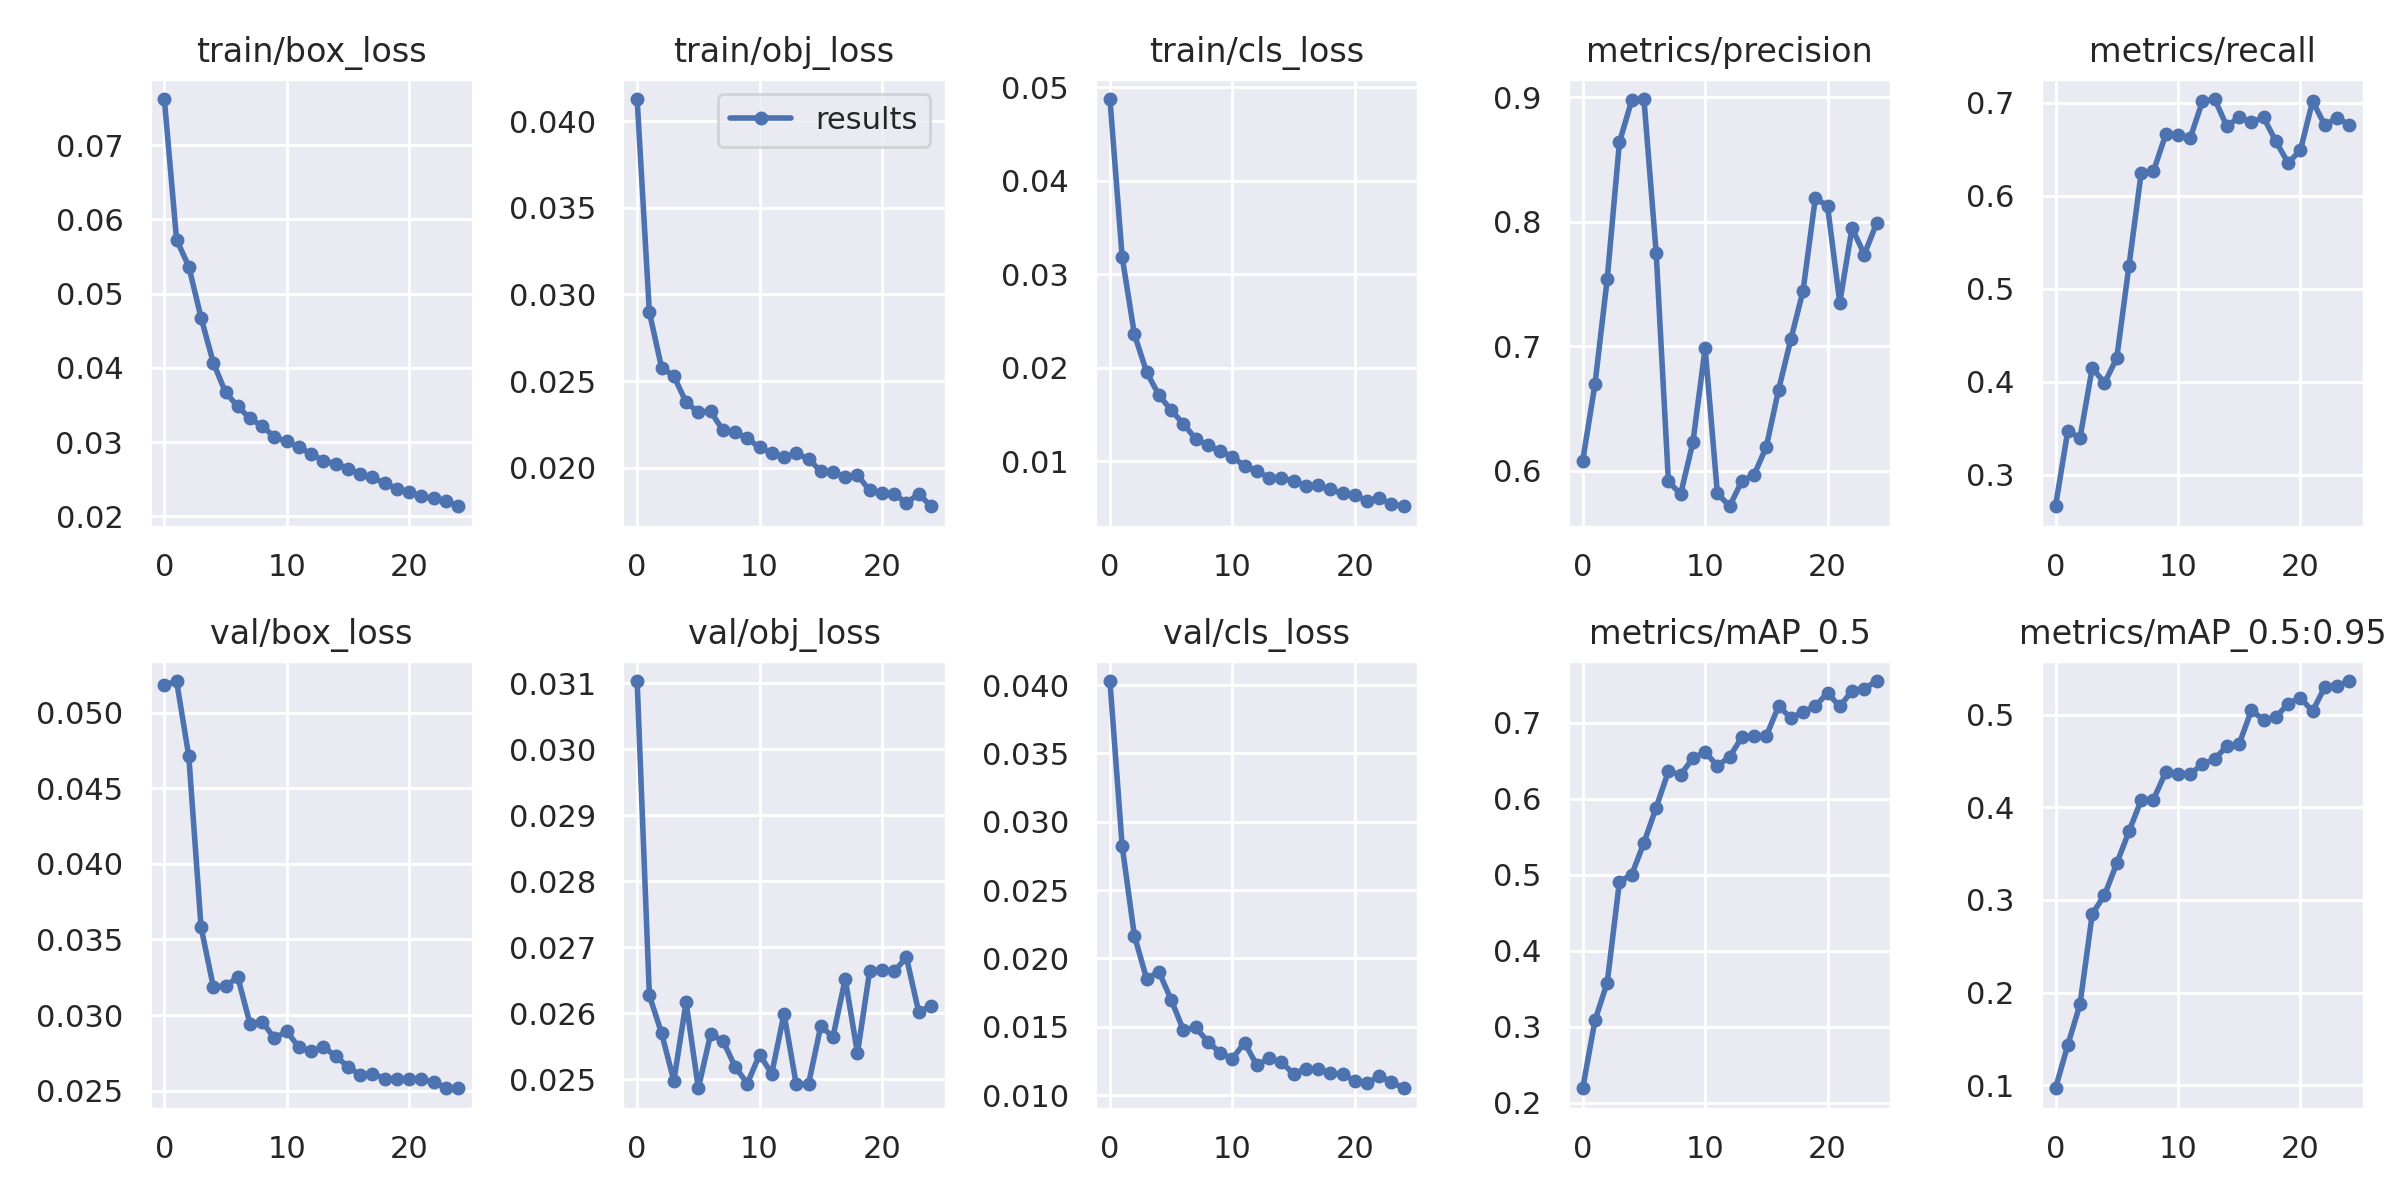 train/box_loss
0.07
0.06
0.05
0.04
0.03
0.02
0 10 20
train/obj_loss
results
0.040
0.035
0.030
0.025
0.020
0 10 20
train/cls_loss
0.05
0.04
0.03
0.02
0.01
0 10 20
metrics/precision
0.9
0.8
0.7
0.6
0 10 20
metrics/recall
0.7
0.6
0.5
0.4
0.3
0 10 20
val/box_loss
0.050
0.045
0.040
0.035
0.030
0.025
0 10 20
val/obj_loss
0.031
0.030
0.029
0.028
0.027
0.026
0.025
0 10 20
val/cls_loss
0.040
0.035
0.030
0.025
0.020
0.015
0.010
0 10 20
metrics/mAP_0.5
0.7
0.6
0.5
0.4
0.3
0.2
0 10 20
metrics/mAP_0.5:0.95
0.5
0.4
0.3
0.2
0.1
0 10 20